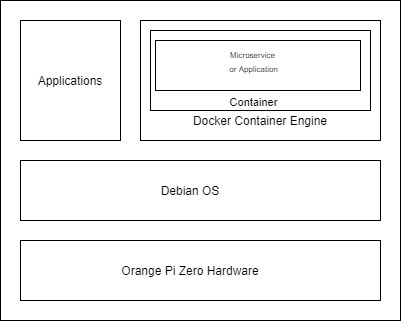 Applications
Microservice
or Application
Container
Docker Container Engine
Debian OS
Orange Pi Zero Hardware